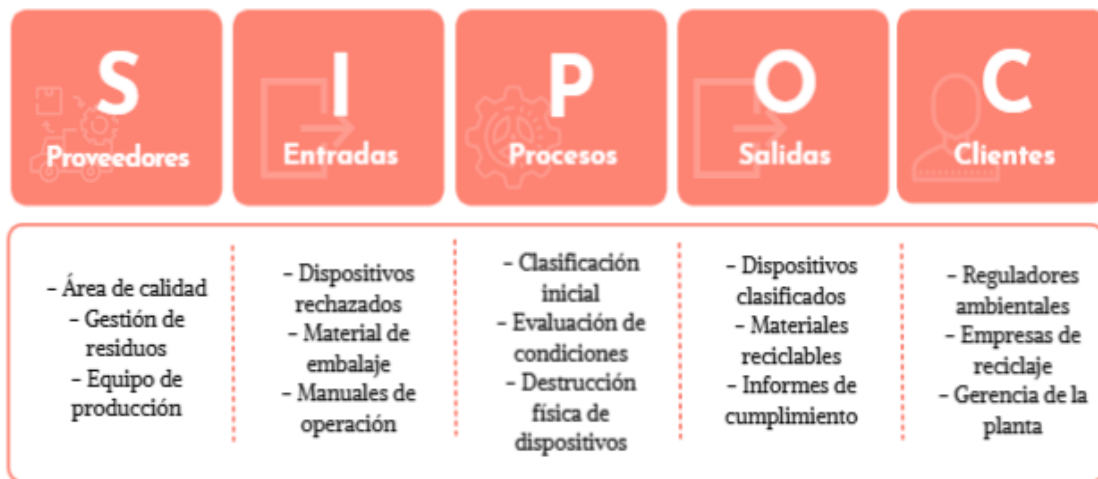 S
Proveedores
I
Entradas
P
Procesos
O
Salidas
C
Clientes
- Área de calidad
- Gestión de
residuos
- Equipo de
producción
- Dispositivos
rechazados
- Material de
embalaje
- Manuales de
operación
- Clasificación
inicial
- Evaluación de
condiciones
- Destrucción
física de
dispositivos
- Dispositivos
clasificados
- Materiales
reciclables
- Informes de
cumplimiento
- Reguladores
ambientales
- Empresas de
reciclaje
- Gerencia de la
planta